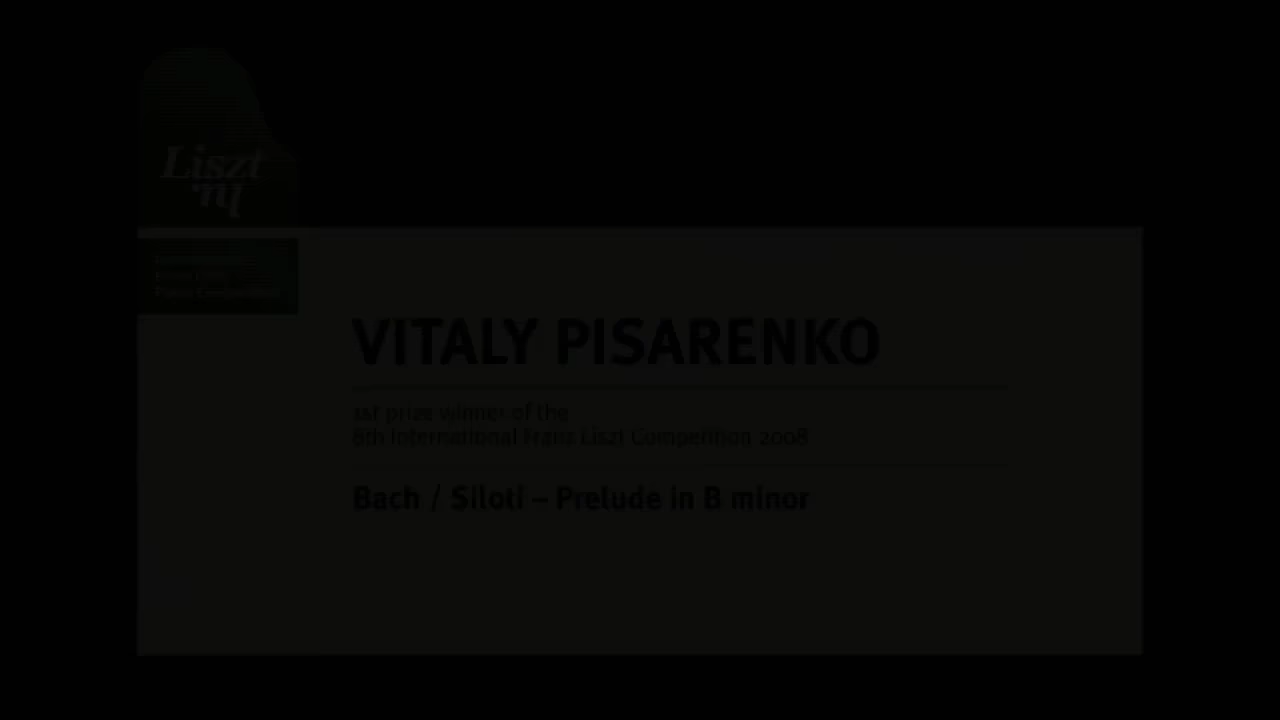 Liszt
VITALY PISARENKO
1st prize winner of the
8th International Franz Liszt Competition 2008
Bach / Siloti – Prelude in B minor